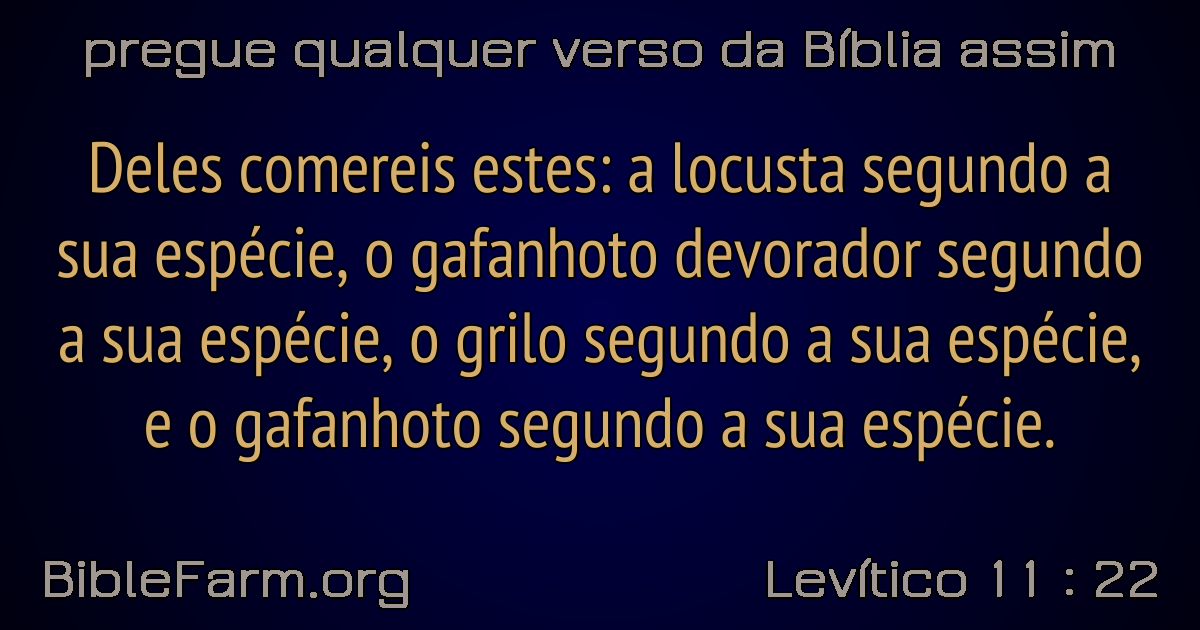 pregue qualquer verso da Bíblia assim
Deles comereis estes: a locusta segundo a
sua espécie, o gafanhoto devorador segundo
a sua espécie, o grilo segundo a sua espécie,
e o gafanhoto segundo a sua espécie.
BibleFarm.org
Levítico 11 : 22